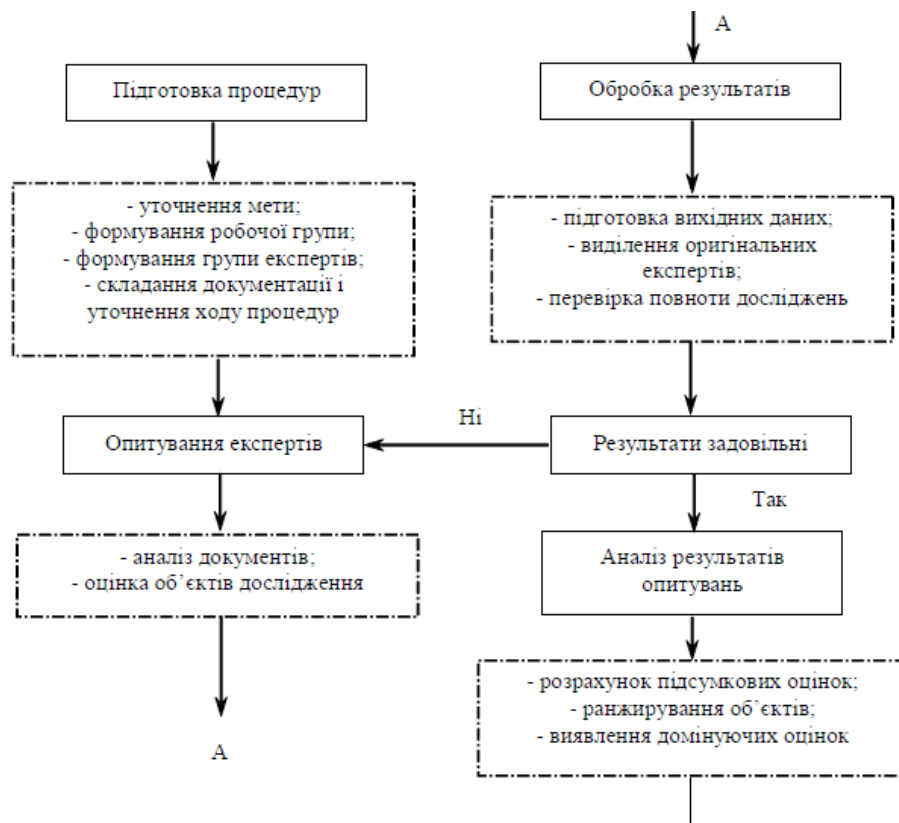 Підготовка процедур
- уточнення мети;
- формування робочої групи;
- формування групи експертів;
- складання документації і
уточнення ходу процедур
Опитування експертів
- аналіз документів;
- оцінка об’єктів дослідження
А
А
Обробка результатів
- підготовка вихідних даних;
- виділення оригінальних
експертів;
- перевірка повноти досліджень
Ні
Результати задовільні
Так
Аналіз результатів
опитувань
- розрахунок підсумкових оцінок;
- ранжирування об’єктів;
- виявлення домінуючих оцінок